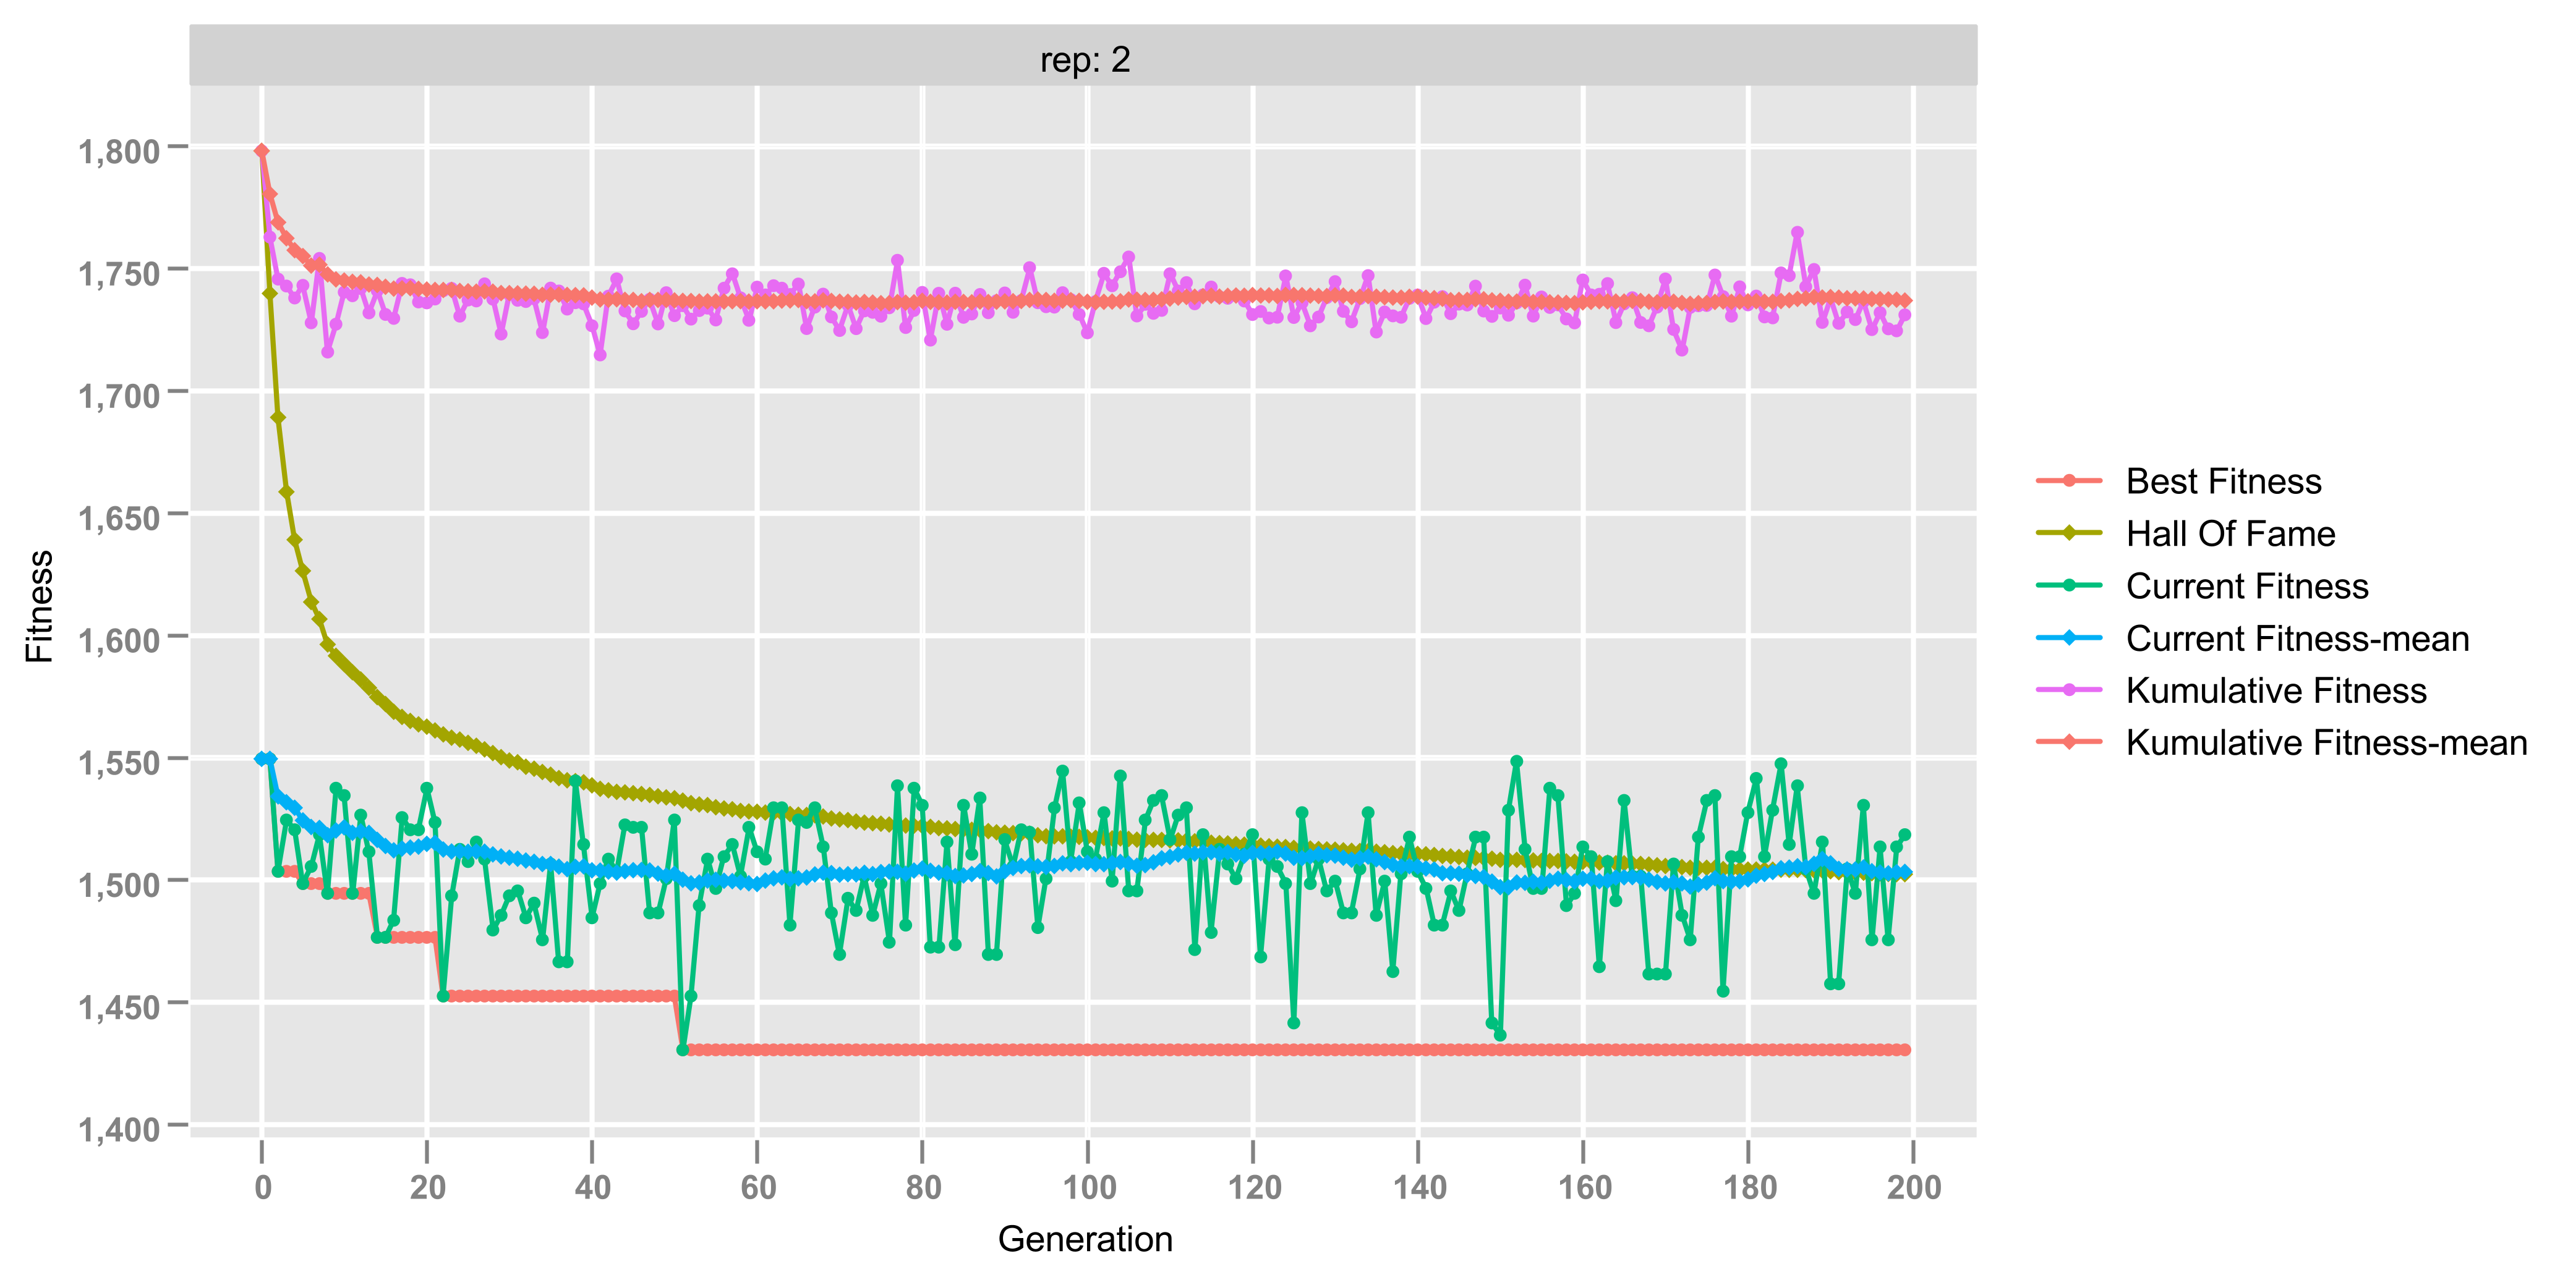 rep: 2
1,800
1,750
1,700
1,650
1,600
1,550
1,500
1,450
1,400
Fitness
0 20 40 60 80 100 120 140 160 180 200
Generation
Best Fitness
Hall Of Fame
Current Fitness
Current Fitness-mean
Kumulative Fitness
Kumulative Fitness-mean